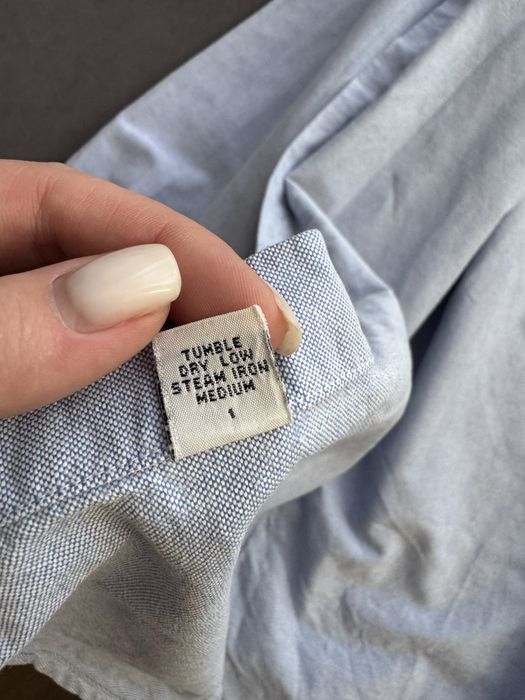 TUMBLE
DRY LOW
STEAM IRON
MEDIUM
1